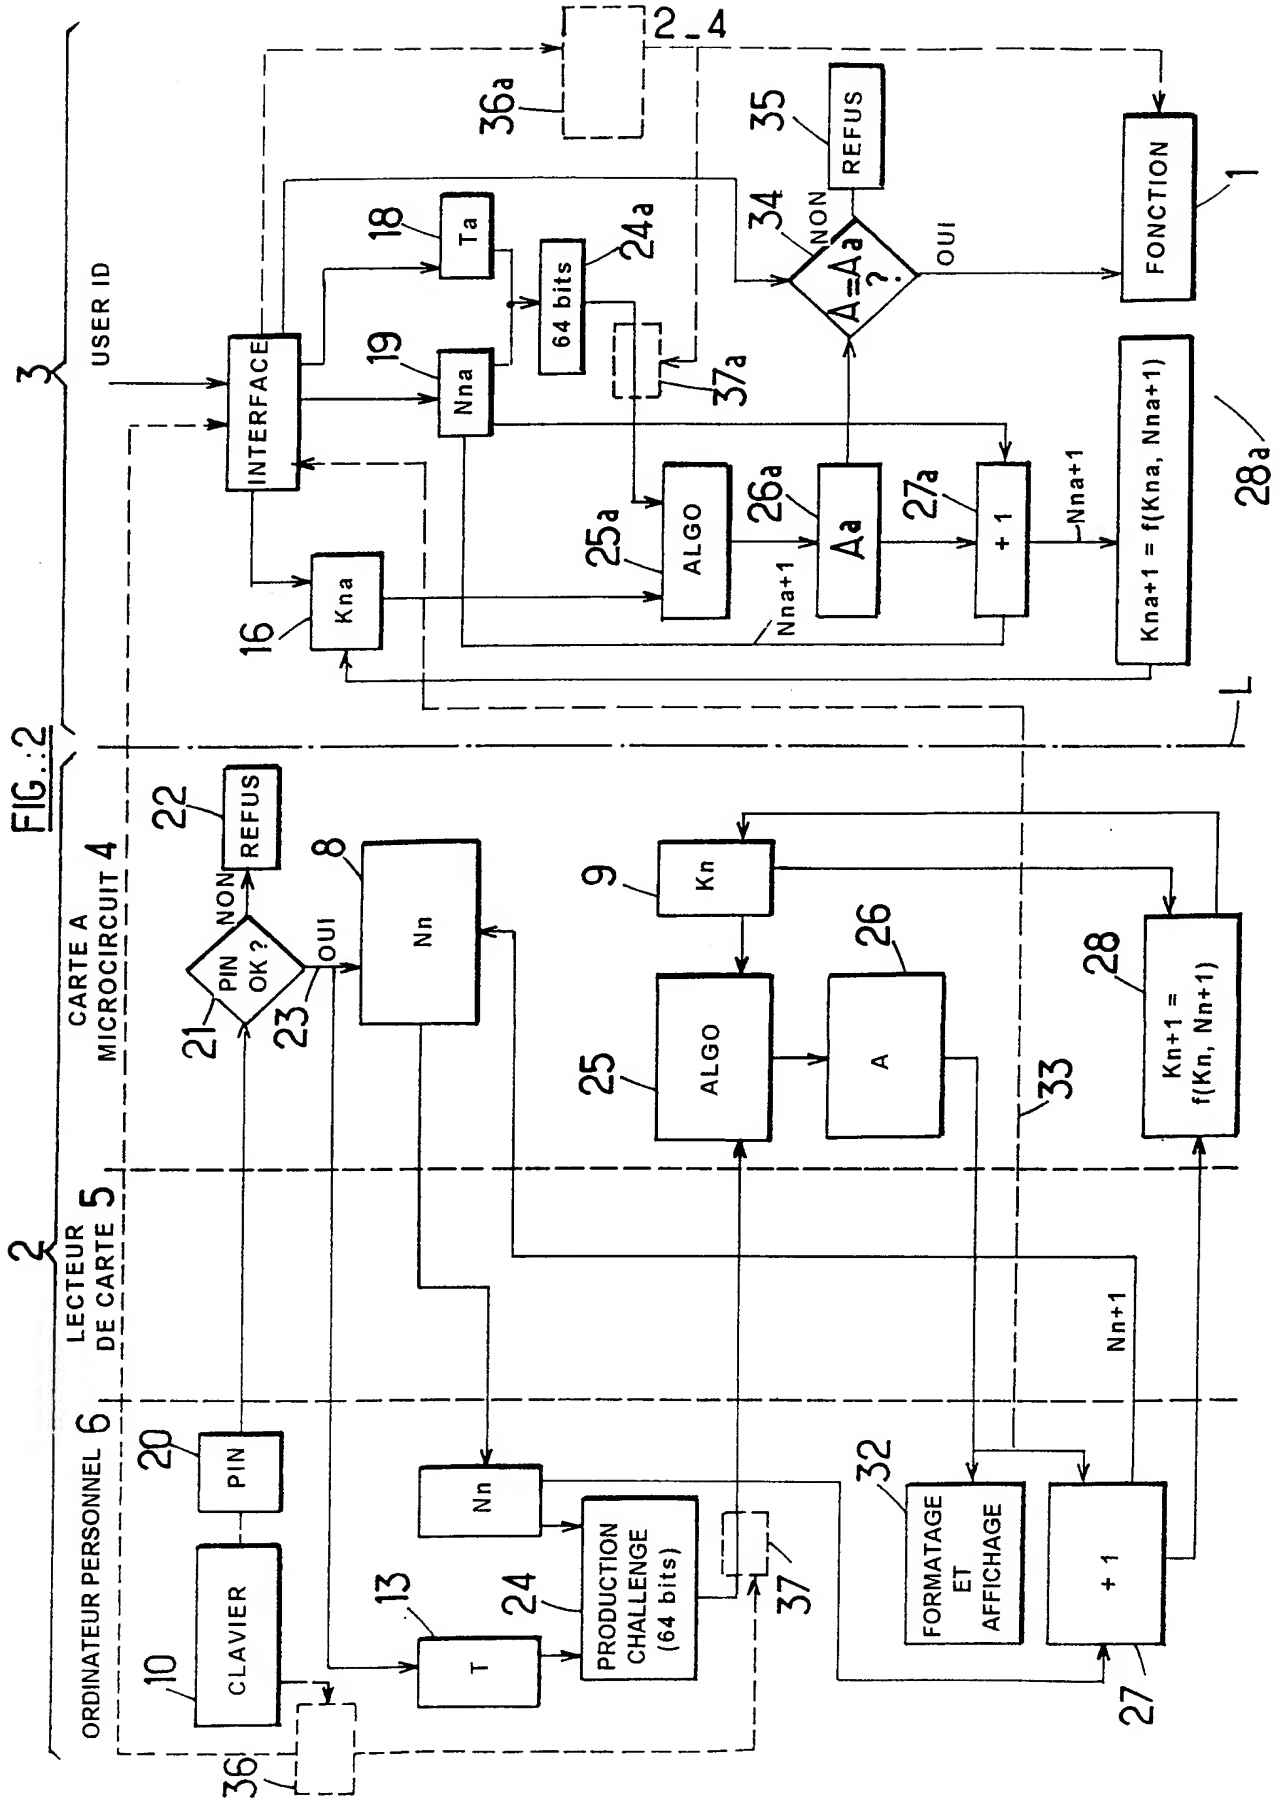 FIG.:2
2
3
ORDINATEUR PERSONNEL 6
LECTEUR
DE CARTE 5
CARTE A
MICROCIRCUIT 4
USER ID
10
CLAVIER
20
PIN
21
PIN
OK ?
NON
22
REFUS
23
OUI
36
13
T
Nn
8
Nn
24
PRODUCTION
CHALLENGE
(64 bits)
37
25
ALGO
9
Kn
26
A
32
FORMATAGE
ET
AFFICHAGE
33
27
+ 1
Nn+1
28
Kn+1 =
f(Kn, Nn+1)
L
INTERFACE
16
Kna
19
Nna
18
Ta
36a
2_4
24a
64 bits
37a
25a
ALGO
26a
Aa
34
A=Aa
?
NON
35
REFUS
OUI
27a
+ 1
Nna+1
Nna+1
28a
Kna+1 = f(Kna, Nna+1)
FONCTION
1